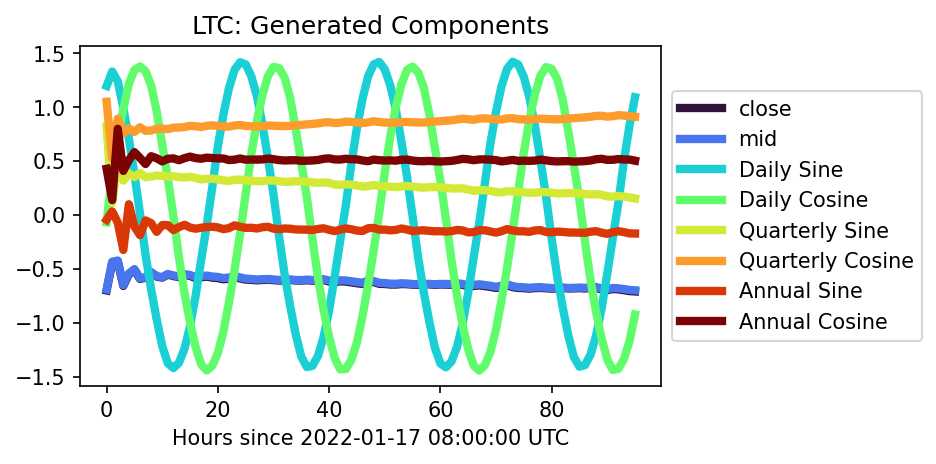 LTC: Generated Components
1.5
1.0
0.5
0.0
−0.5
−1.0
−1.5
0 20 40 60 80
Hours since 2022-01-17 08:00:00 UTC
close
mid
Daily Sine
Daily Cosine
Quarterly Sine
Quarterly Cosine
Annual Sine
Annual Cosine